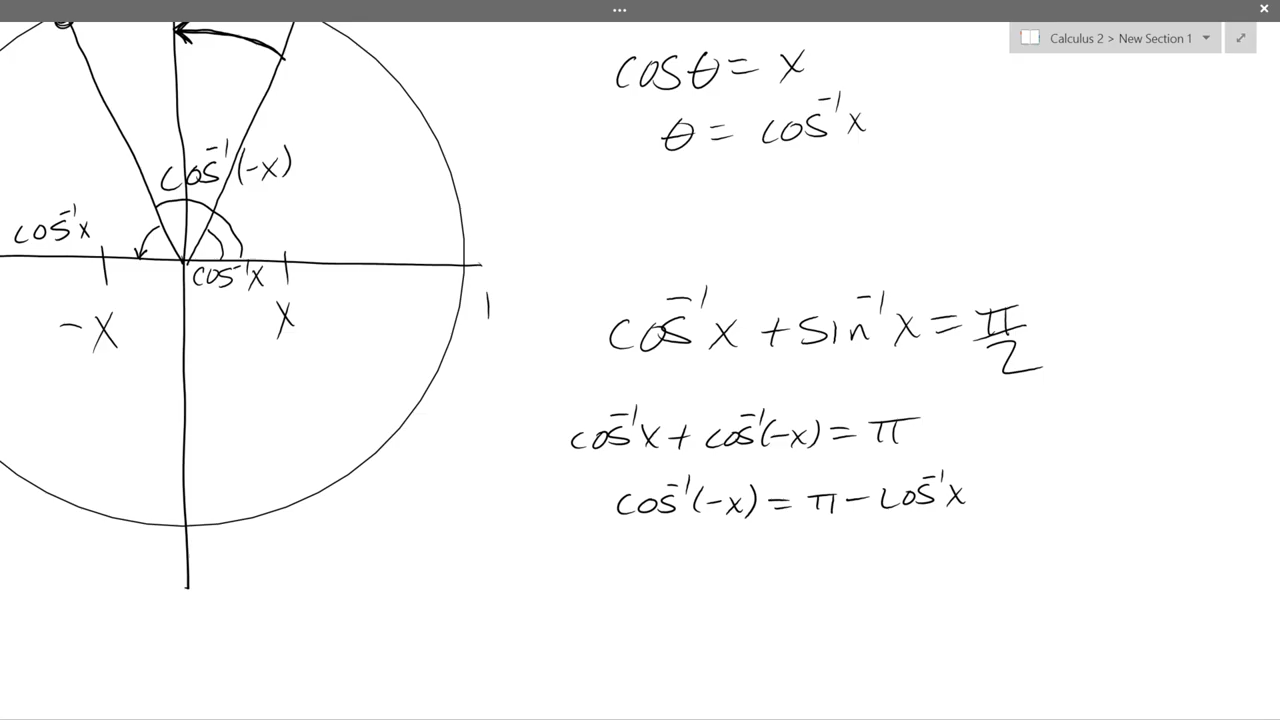 Calculus 2 > New Section 1
cos θ = x
θ = cos⁻¹x
cos⁻¹(-x)
cos⁻¹x
cos⁻¹x
-x
x
1
cos⁻¹x + sin⁻¹x = π/2
cos⁻¹x + cos⁻¹(-x) = π
cos⁻¹(-x) = π - cos⁻¹x